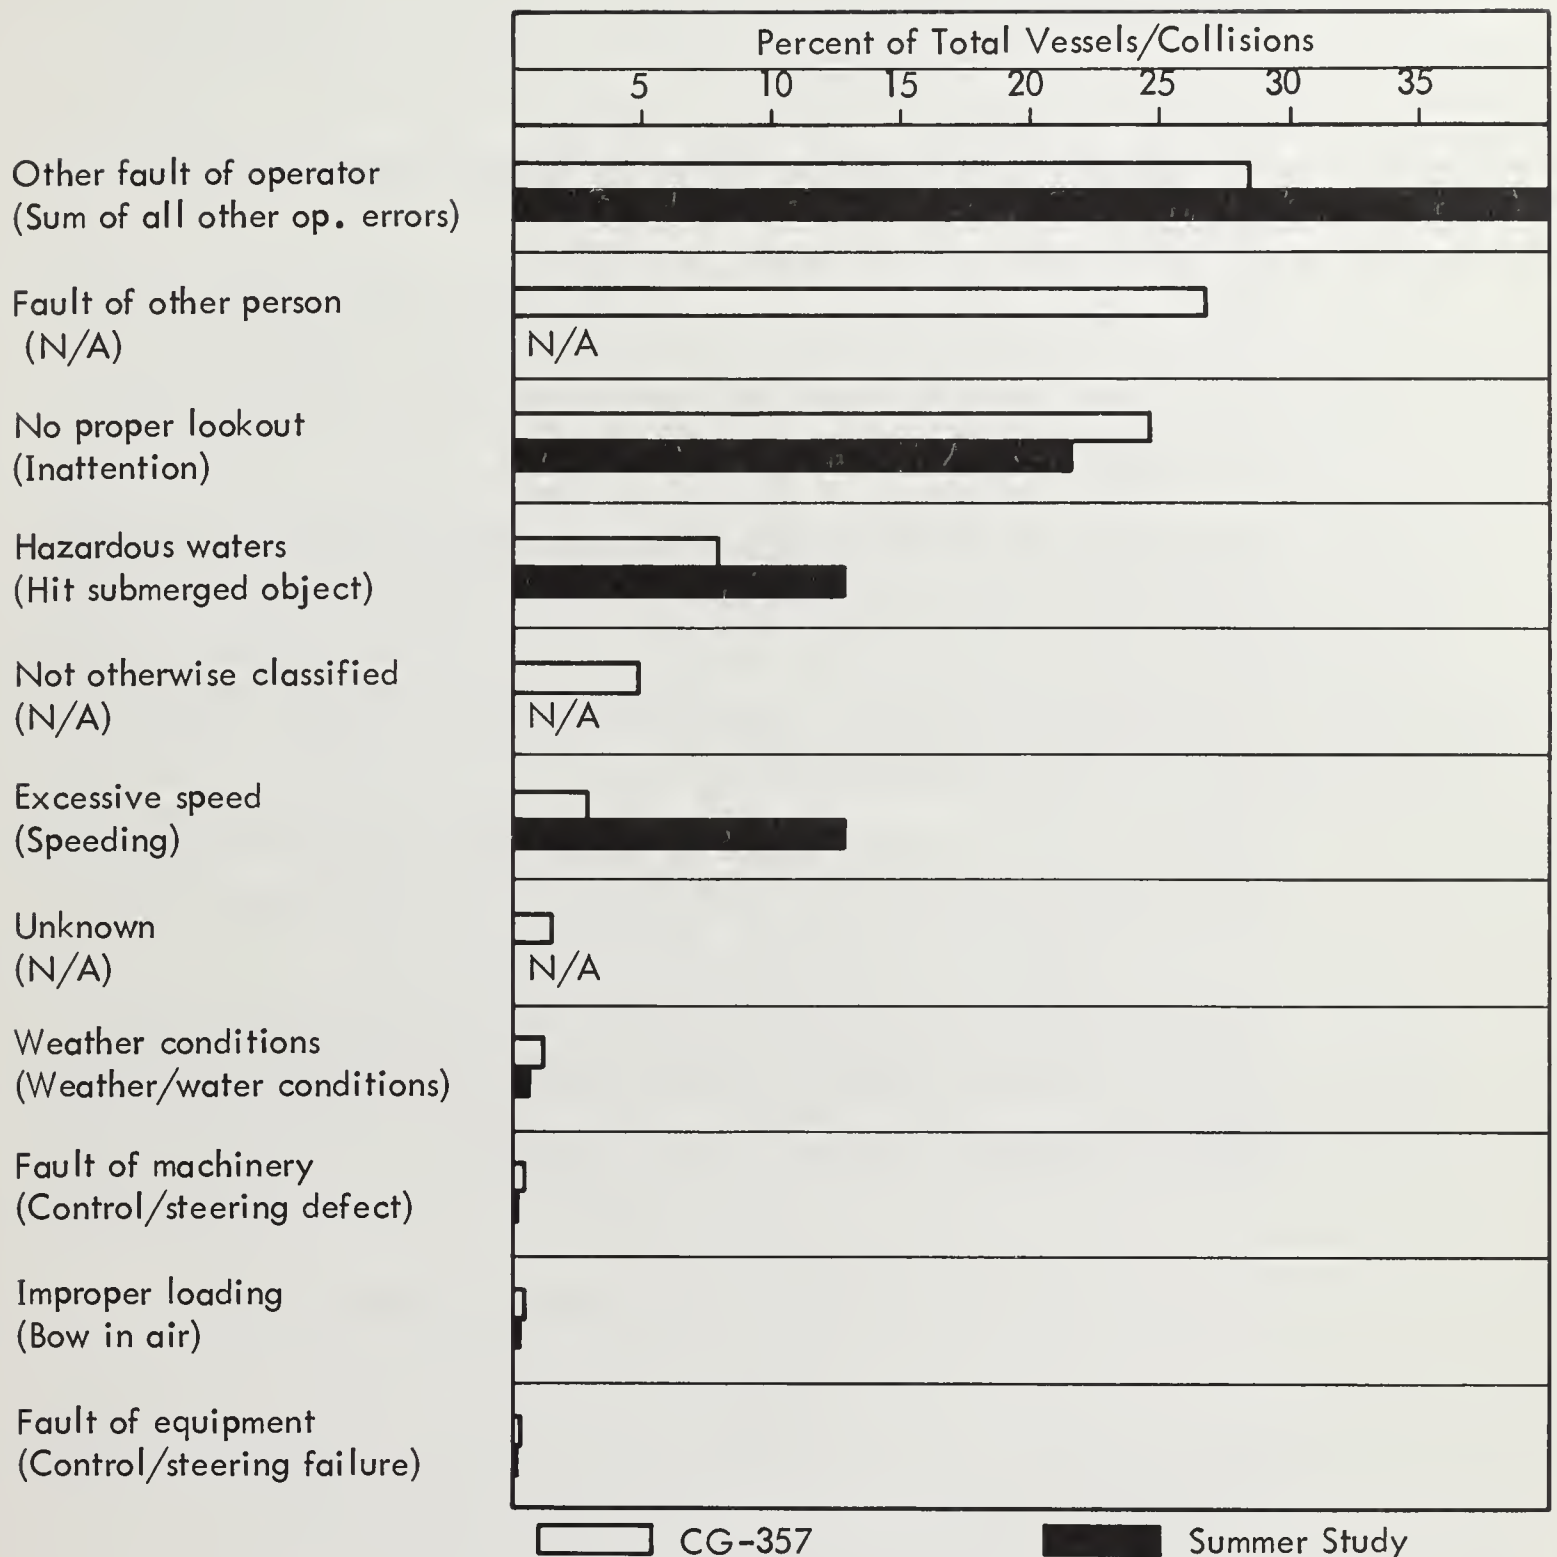 Percent of Total Vessels/Collisions
5 10 15 20 25 30 35
Other fault of operator
(Sum of all other op. errors)
Fault of other person
(N/A)
N/A
No proper lookout
(Inattention)
Hazardous waters
(Hit submerged object)
Not otherwise classified
(N/A)
N/A
Excessive speed
(Speeding)
Unknown
(N/A)
N/A
Weather conditions
(Weather/water conditions)
Fault of machinery
(Control/steering defect)
Improper loading
(Bow in air)
Fault of equipment
(Control/steering failure)
CG-357 Summer Study